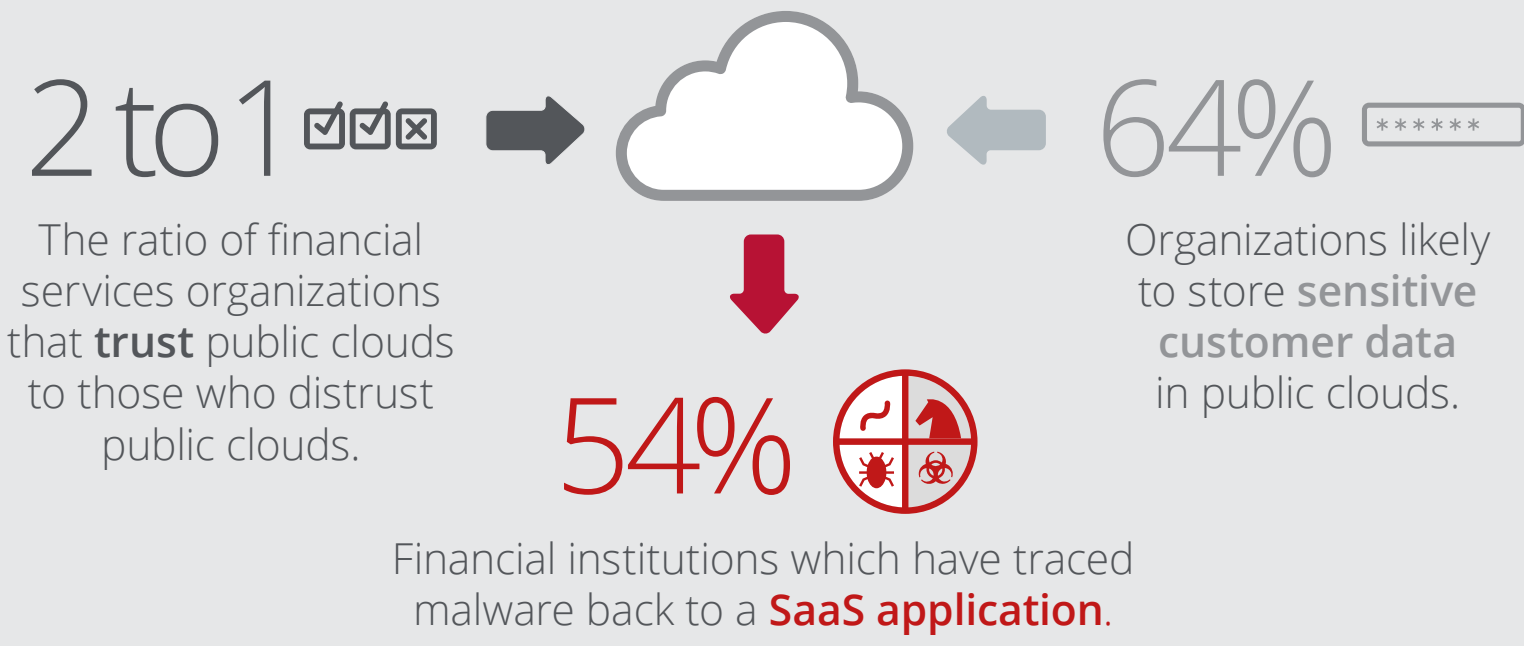 2 to 1
The ratio of financial
services organizations
that trust public clouds
to those who distrust
public clouds.
64%
******
Organizations likely
to store sensitive
customer data
in public clouds.
54%
Financial institutions which have traced
malware back to a SaaS application.